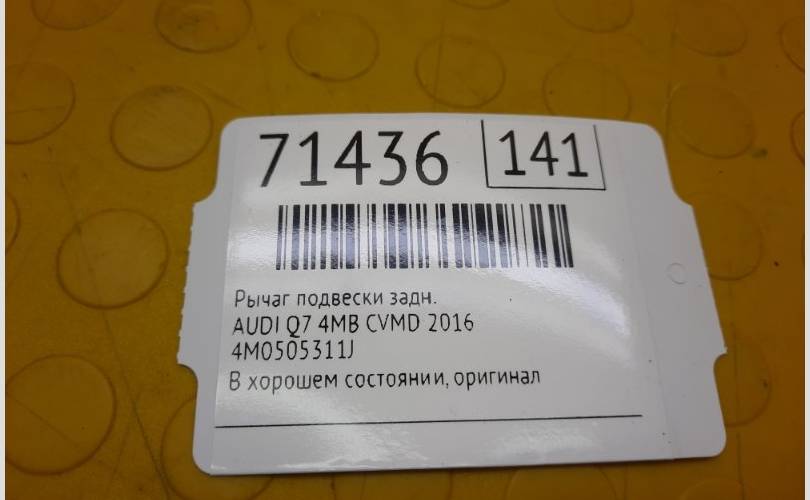 71436 141
Рычаг подвески задн.
AUDI Q7 4MB CVMD 2016
4M0505311J
В хорошем состоянии, оригинал